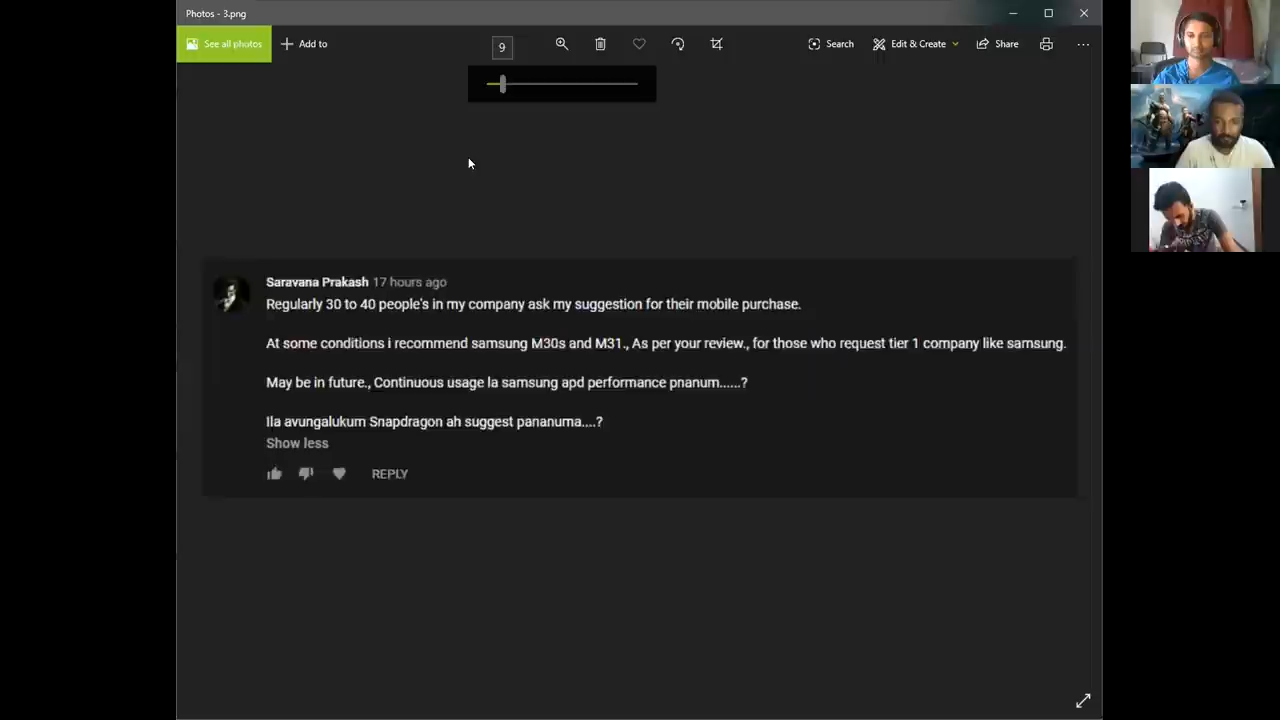 Photos - 3.png
See all photos
Add to
9
Search
Edit & Create
Share
Saravana Prakash 17 hours ago
Regularly 30 to 40 people's in my company ask my suggestion for their mobile purchase.
At some conditions i recommend samsung M30s and M31., As per your review., for those who request tier 1 company like samsung.
May be in future., Continuous usage la samsung apd performance pnanum......?
Ila avungalukum Snapdragon ah suggest pananuma....?
Show less
REPLY